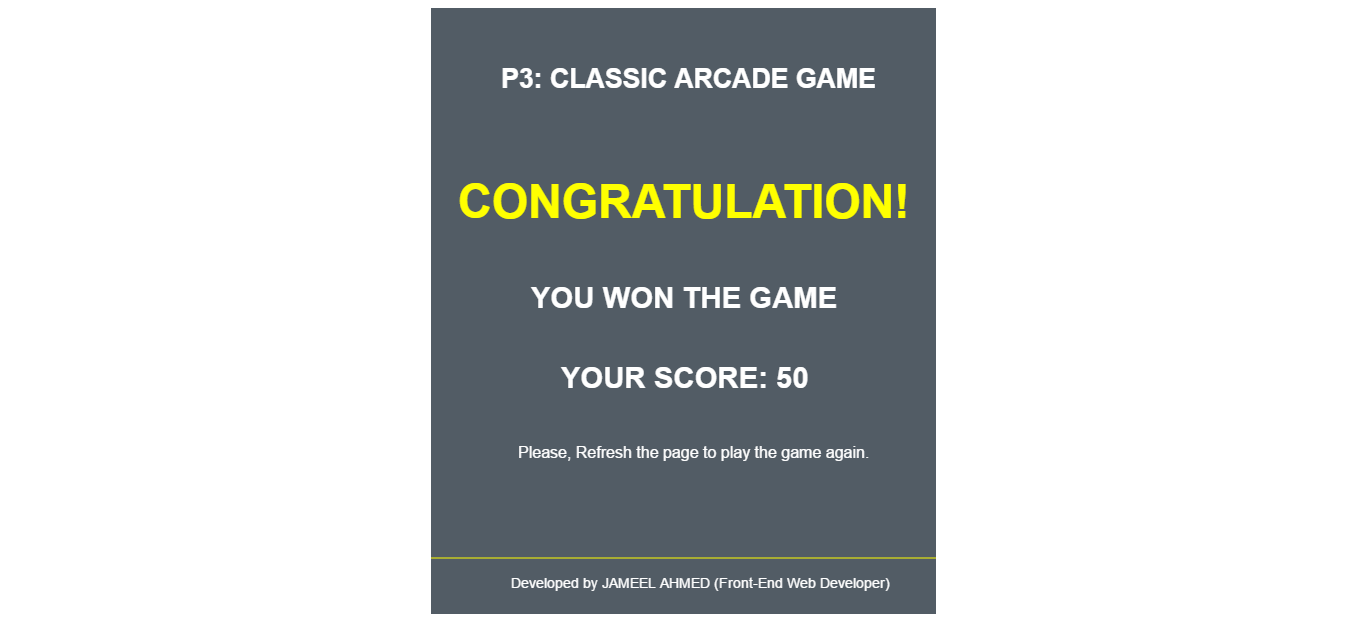 P3: CLASSIC ARCADE GAME
CONGRATULATION!
YOU WON THE GAME
YOUR SCORE: 50
Please, Refresh the page to play the game again.
Developed by JAMEEL AHMED (Front-End Web Developer)